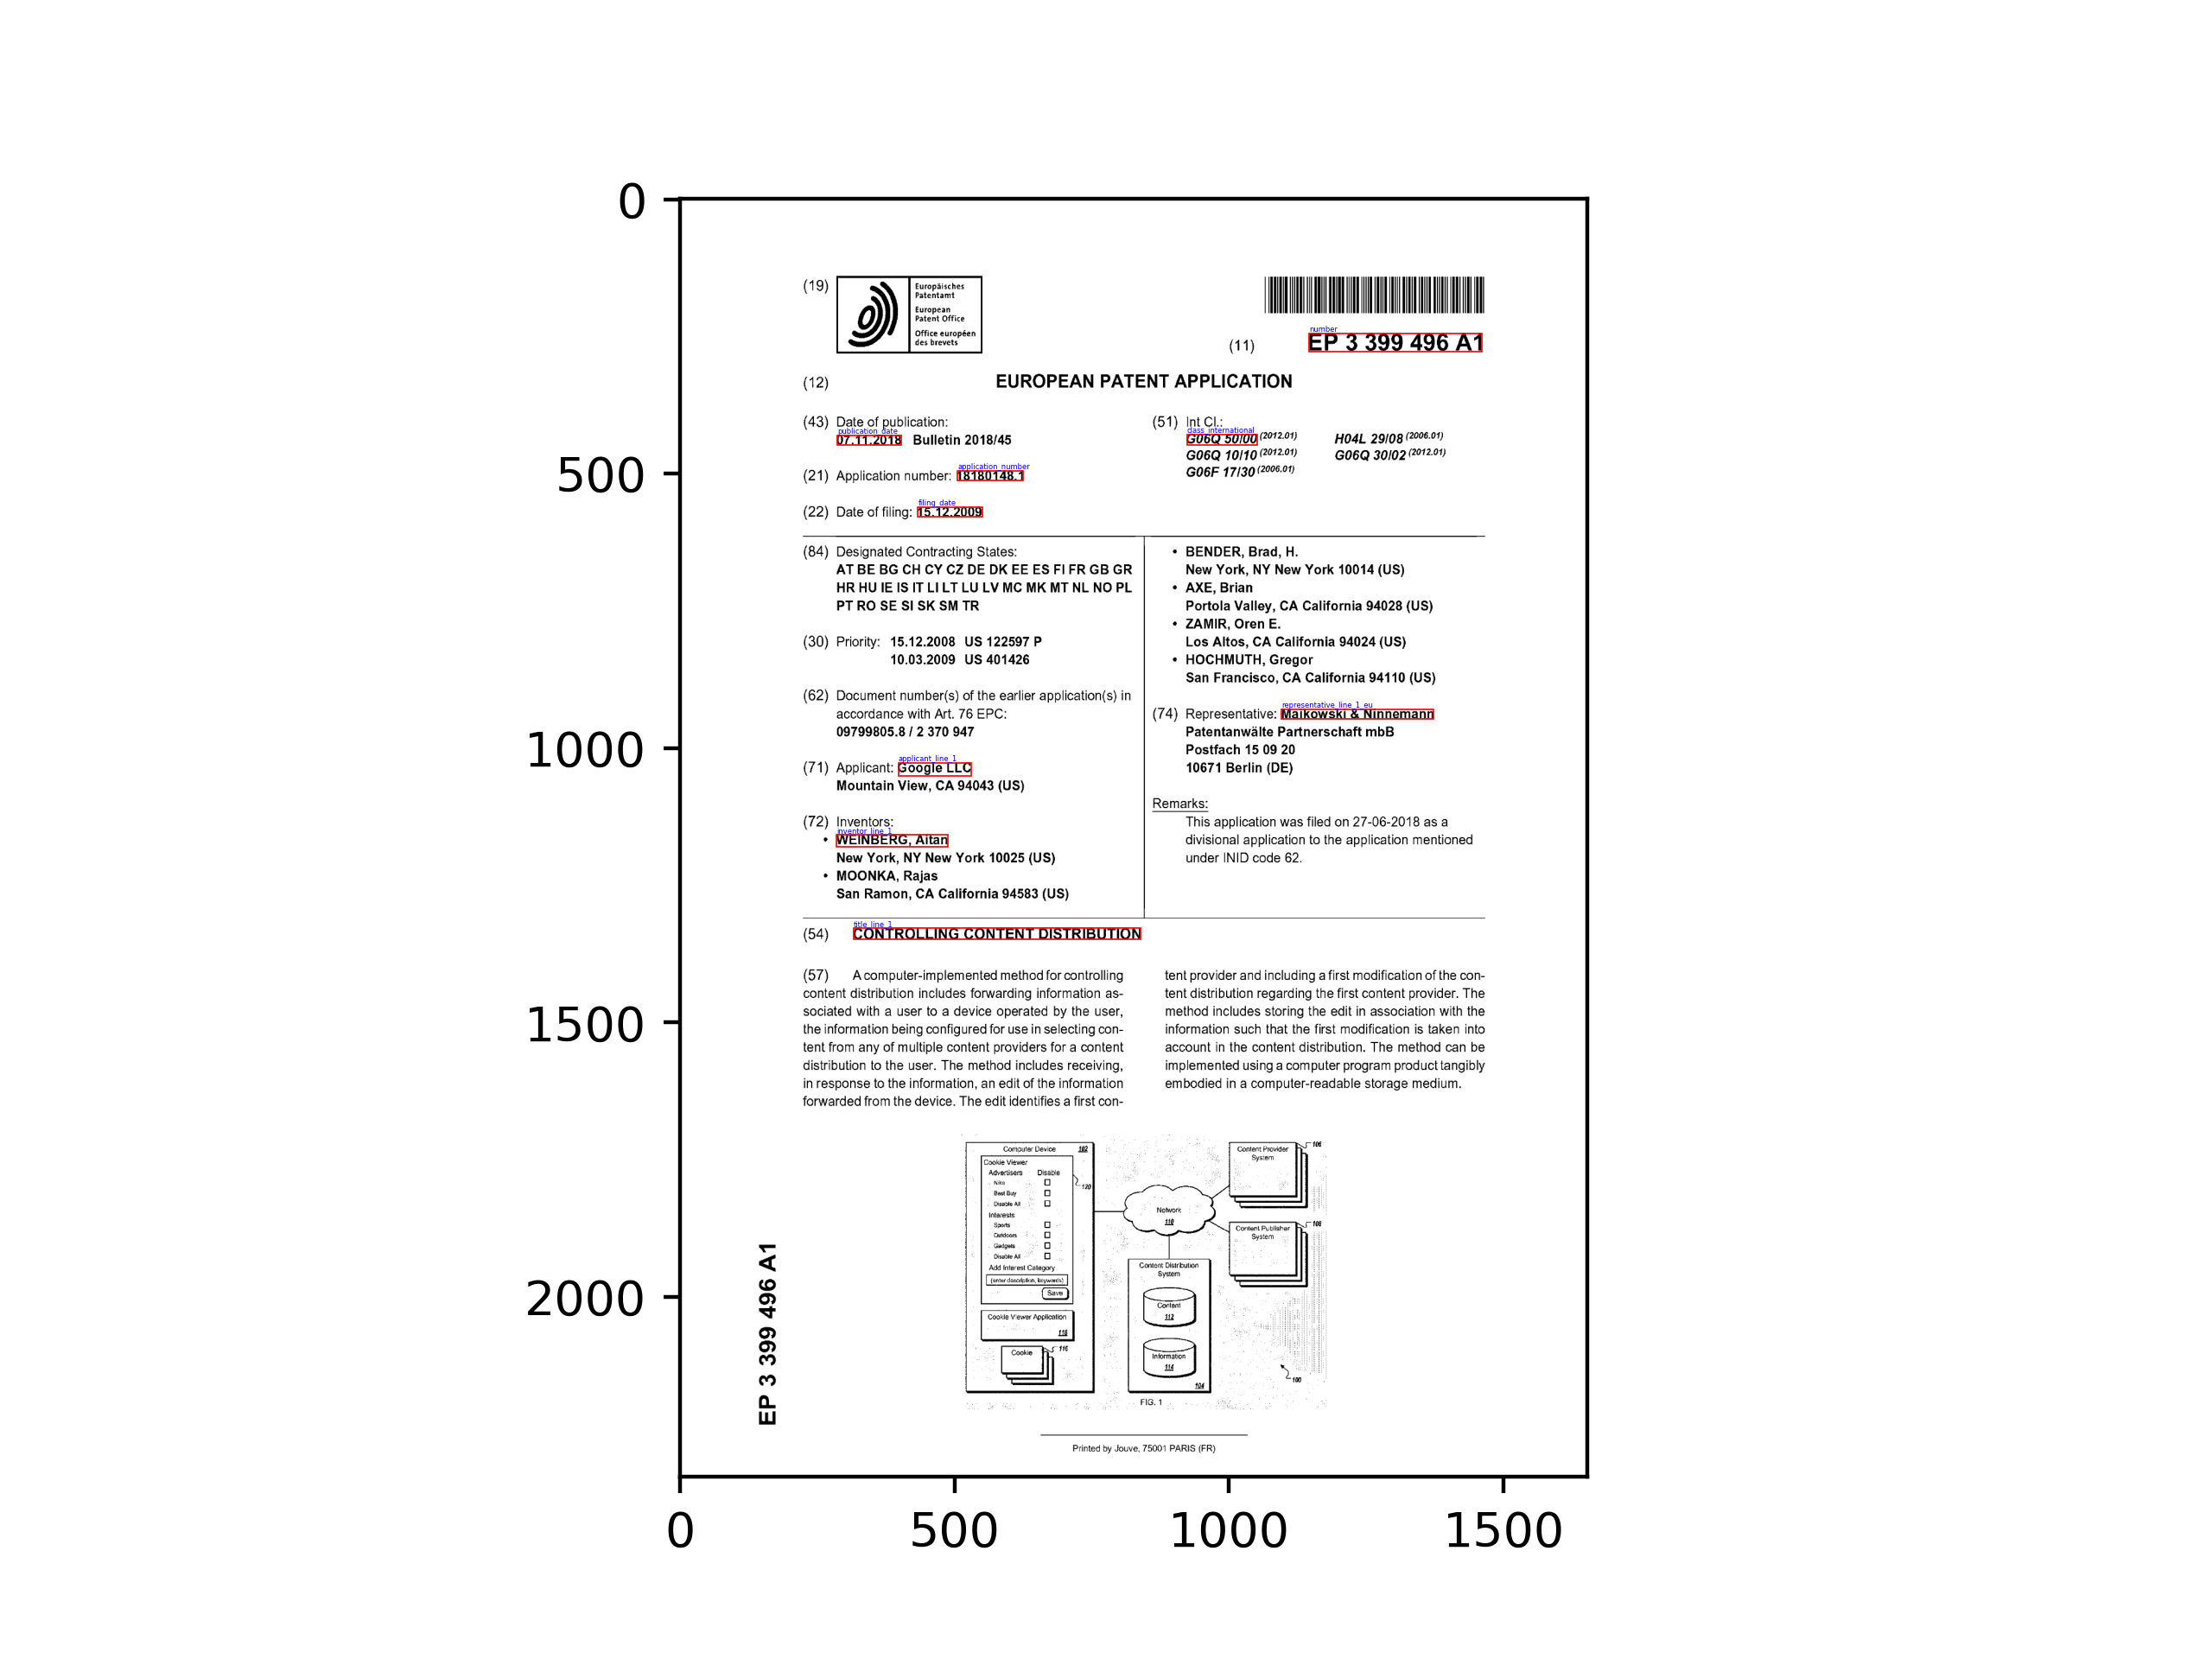 0
500
1000
1500
2000
0
500
1000
1500
(19)
Europäisches
Patentamt
European
Patent Office
Office européen
des brevets
number
(11)
EP 3 399 496 A1
(12)
EUROPEAN PATENT APPLICATION
(43) Date of publication:
publication_date
07.11.2018 Bulletin 2018/45
application_number
(21) Application number: 18180148.1
filing_date
(22) Date of filing: 15.12.2009
(51) Int Cl.:
class_international
G06Q 50/00 (2012.01) H04L 29/08 (2006.01)
G06Q 10/10 (2012.01) G06Q 30/02 (2012.01)
G06F 17/30 (2006.01)
(84) Designated Contracting States:
AT BE BG CH CY CZ DE DK EE ES FI FR GB GR
HR HU IE IS IT LI LT LU LV MC MK MT NL NO PL
PT RO SE SI SK SM TR
(30) Priority: 15.12.2008 US 122597 P
10.03.2009 US 401426
(62) Document number(s) of the earlier application(s) in
accordance with Art. 76 EPC:
09799805.8 / 2 370 947
applicant_line_1
(71) Applicant: Google LLC
Mountain View, CA 94043 (US)
(72) Inventors:
inventor_line_1
• WEINBERG, Aitan
New York, NY New York 10025 (US)
• MOONKA, Rajas
San Ramon, CA California 94583 (US)
• BENDER, Brad, H.
New York, NY New York 10014 (US)
• AXE, Brian
Portola Valley, CA California 94028 (US)
• ZAMIR, Oren E.
Los Altos, CA California 94024 (US)
• HOCHMUTH, Gregor
San Francisco, CA California 94110 (US)
representative_line_1_eu
(74) Representative: Maikowski & Ninnemann
Patentanwälte Partnerschaft mbB
Postfach 15 09 20
10671 Berlin (DE)
Remarks:
This application was filed on 27-06-2018 as a
divisional application to the application mentioned
under INID code 62.
title_line_1
(54) CONTROLLING CONTENT DISTRIBUTION
(57) A computer-implemented method for controlling
content distribution includes forwarding information as-
sociated with a user to a device operated by the user,
the information being configured for use in selecting con-
tent from any of multiple content providers for a content
distribution to the user. The method includes receiving,
in response to the information, an edit of the information
forwarded from the device. The edit identifies a first con-
tent provider and including a first modification of the con-
tent distribution regarding the first content provider. The
method includes storing the edit in association with the
information such that the first modification is taken into
account in the content distribution. The method can be
implemented using a computer program product tangibly
embodied in a computer-readable storage medium.
Computer Device 102
Cookie Viewer
Advertisers Disable
Nike
Best Buy
Disable All
Interests
Sports
Outdoors
Gadgets
Disable All
Add Interest Category
(enter description, keywords)
Save
120
Cookie Viewer Application
118
Cookie
116
Network
110
Content Provider
System
106
Content Publisher
System
108
Content Distribution
System
Content
112
Information
114
104
100
FIG. 1
EP 3 399 496 A1
Printed by Jouve, 75001 PARIS (FR)